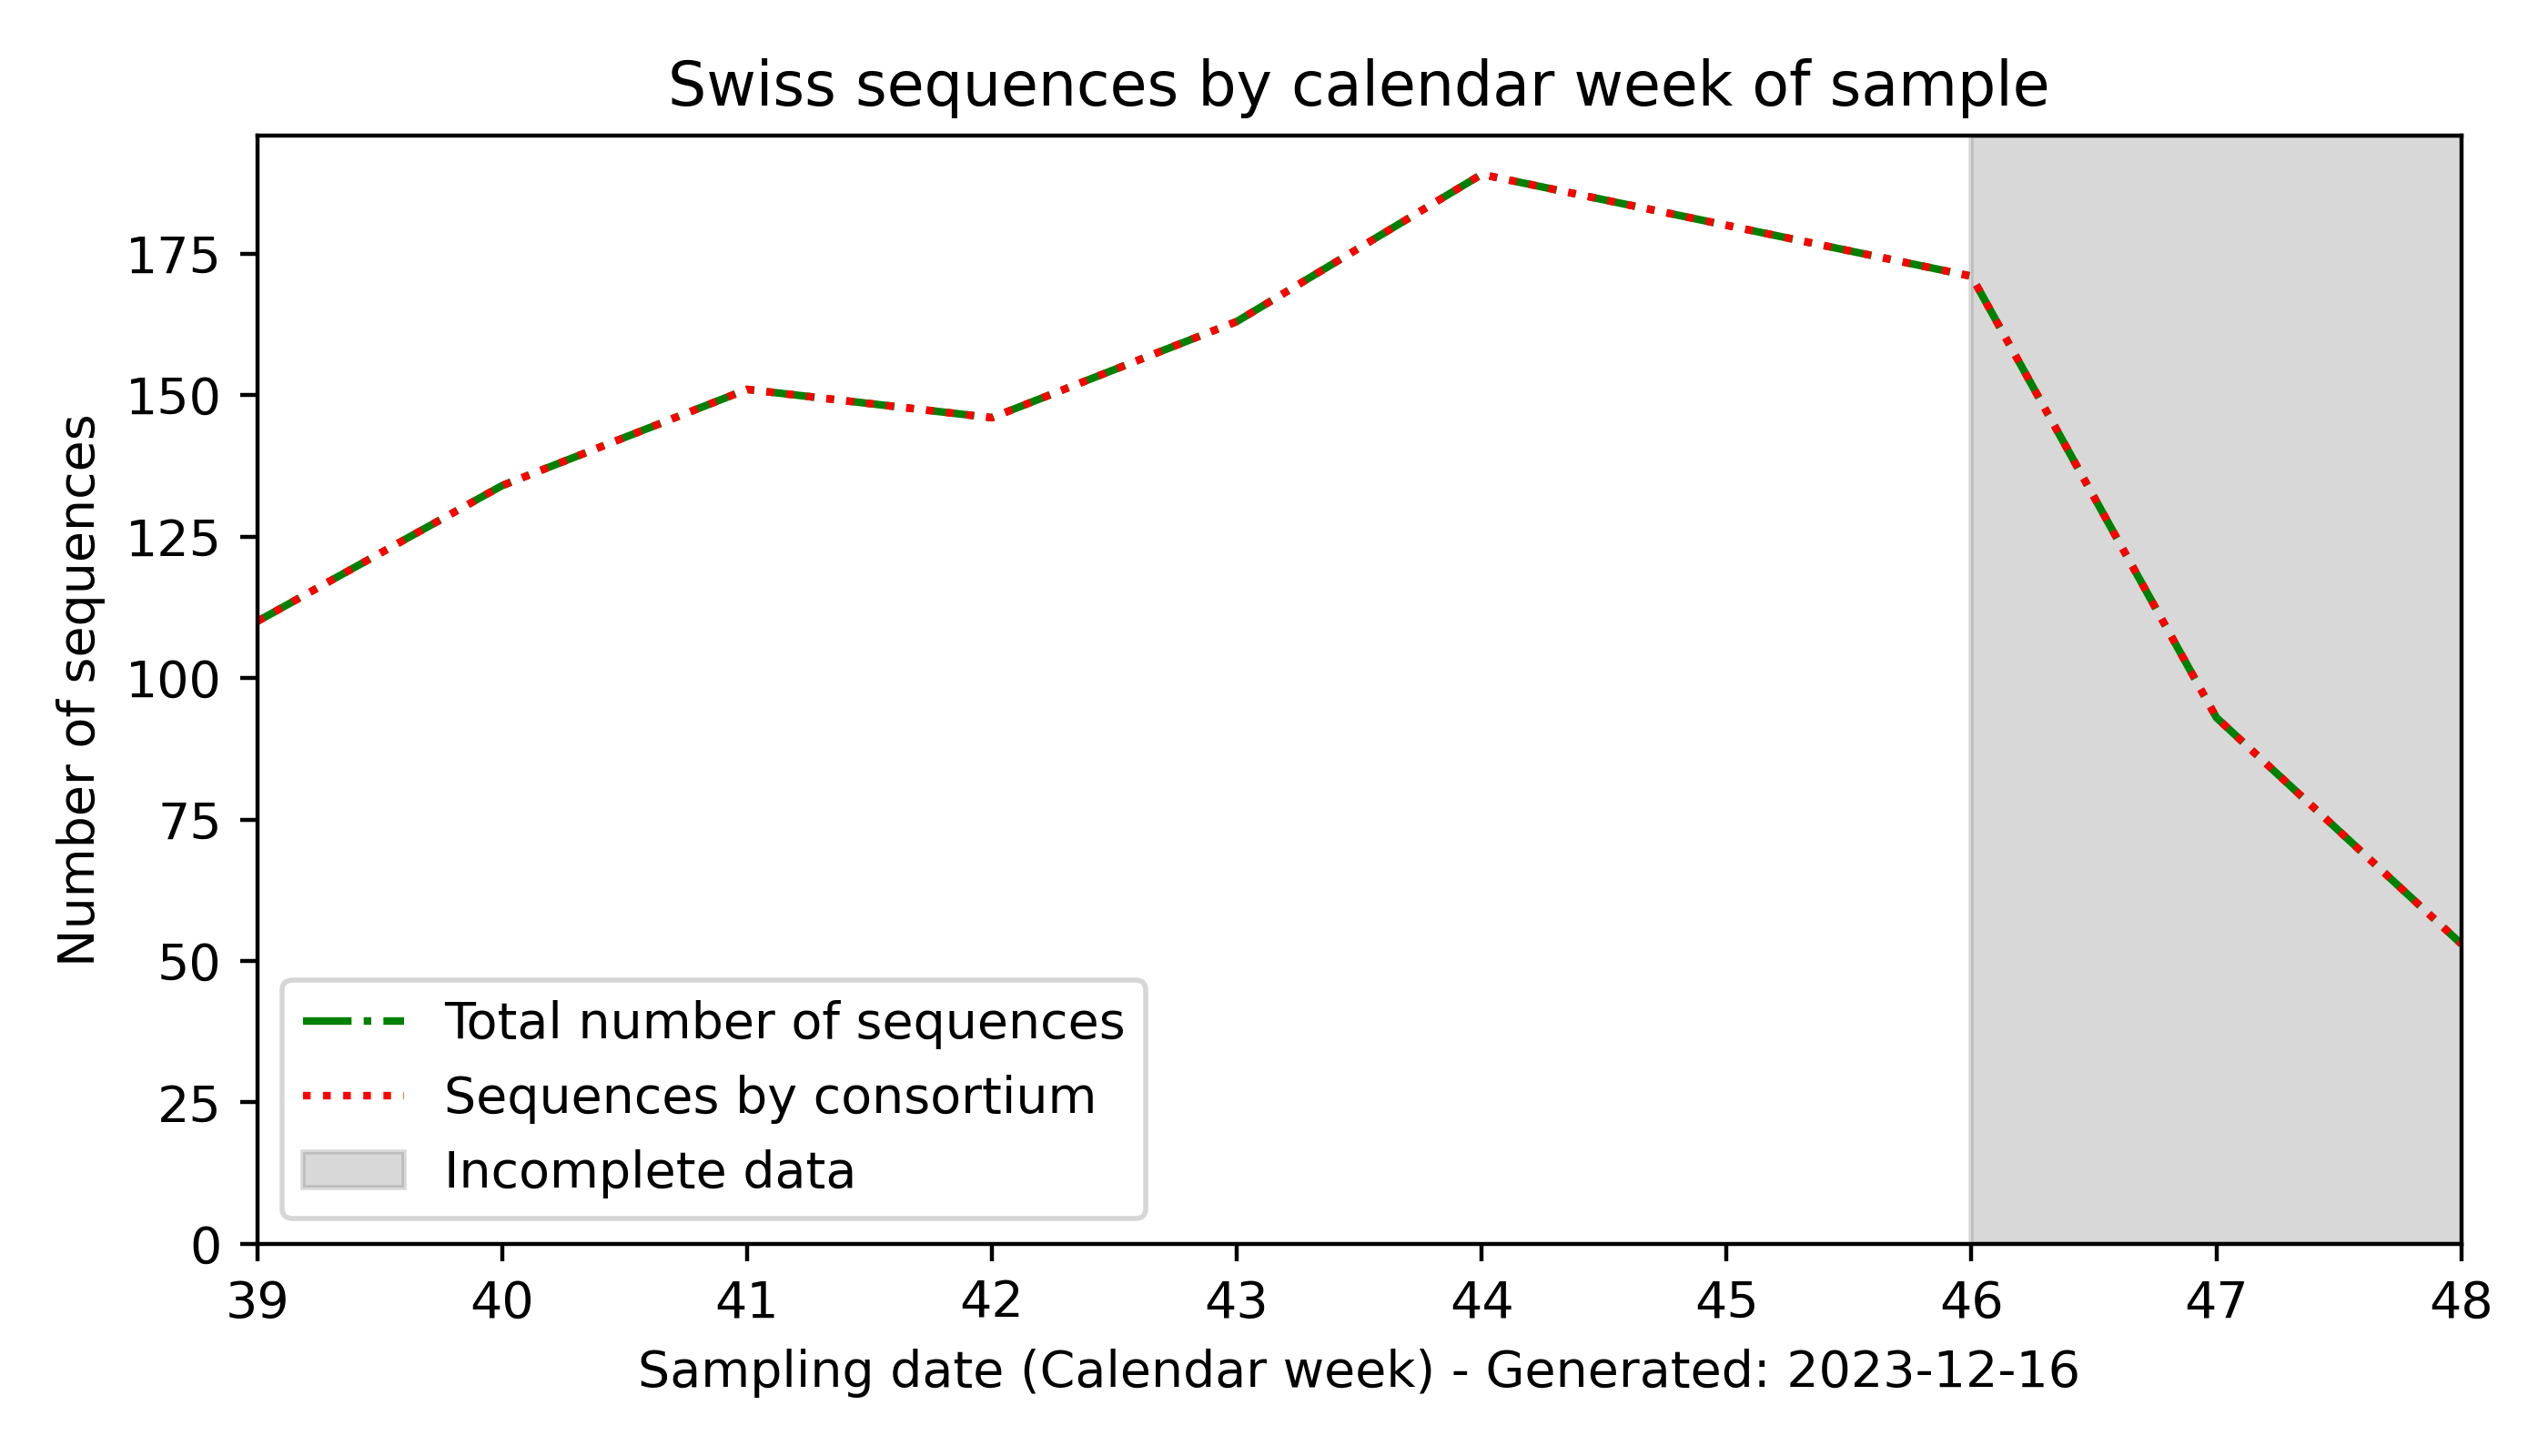 Swiss sequences by calendar week of sample
Number of sequences
175
150
125
100
75
50
25
0
Total number of sequences
Sequences by consortium
Incomplete data
39 40 41 42 43 44 45 46 47 48
Sampling date (Calendar week) - Generated: 2023-12-16